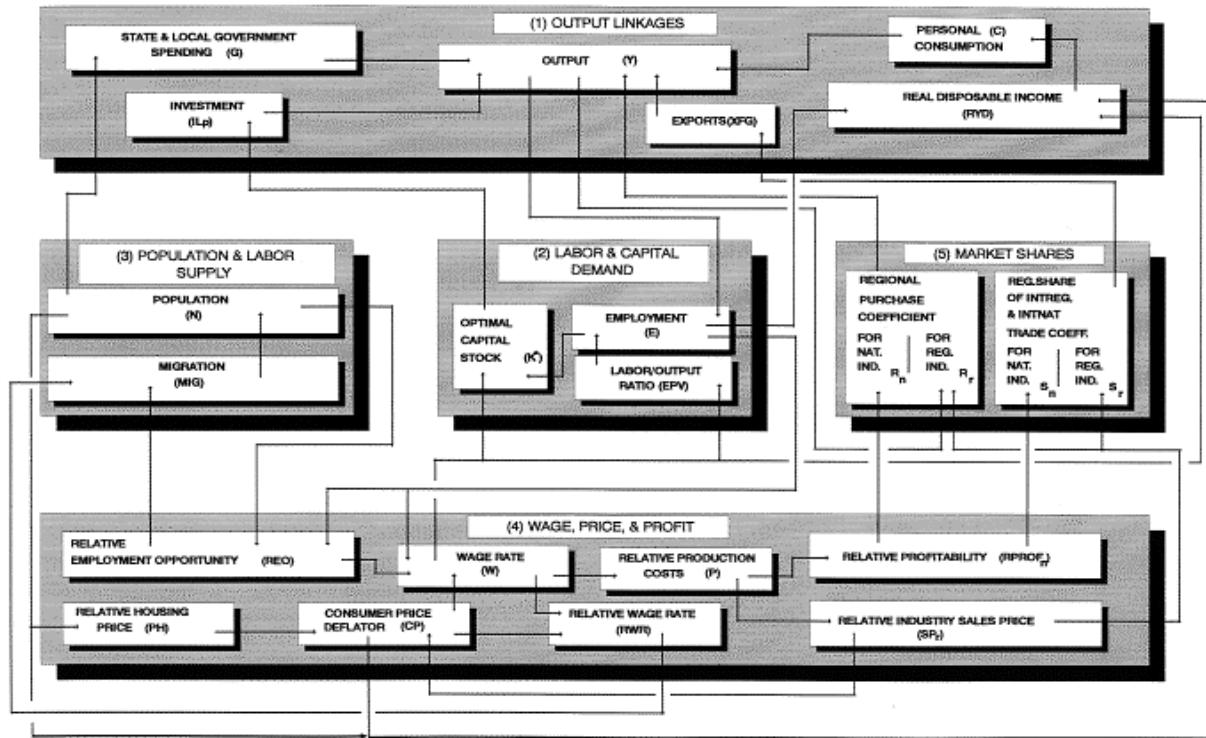 (1) OUTPUT LINKAGES
STATE & LOCAL GOVERNMENT
SPENDING (G)
OUTPUT (Y)
PERSONAL (C)
CONSUMPTION
INVESTMENT
(ILp)
EXPORTS(XFG)
REAL DISPOSABLE INCOME
(RYD)
(3) POPULATION & LABOR
SUPPLY
POPULATION
(N)
MIGRATION
(MIG)
(2) LABOR & CAPITAL
DEMAND
OPTIMAL
CAPITAL
STOCK (K*)
EMPLOYMENT
(E)
LABOR/OUTPUT
RATIO (EPV)
(5) MARKET SHARES
REGIONAL
PURCHASE
COEFFICIENT
FOR
NAT.
IND. Rn
FOR
REG.
IND. Rr
REG.SHARE
OF INTREG.
& INTNAT
TRADE COEFF.
FOR
NAT.
IND. Sn
FOR
REG.
IND. Sr
(4) WAGE, PRICE, & PROFIT
RELATIVE
EMPLOYMENT OPPORTUNITY (REO)
WAGE RATE
(W)
RELATIVE PRODUCTION
COSTS (P)
RELATIVE PROFITABILITY (RPROFn)
RELATIVE HOUSING
PRICE (PH)
CONSUMER PRICE
DEFLATOR (CP)
RELATIVE WAGE RATE
(RWR)
RELATIVE INDUSTRY SALES PRICE
(SPr)